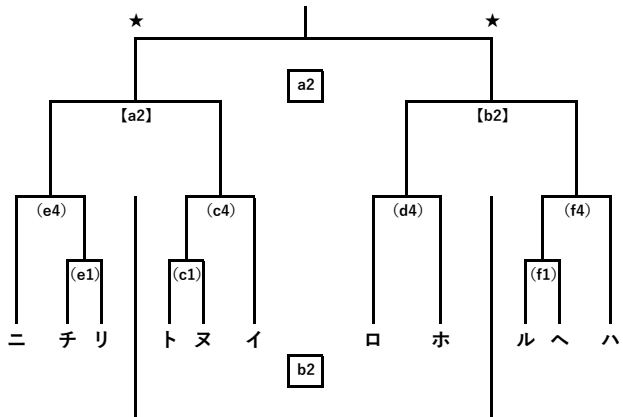 ★ ★
a2
【a2】 【b2】
（e4） （c4） （d4） （f4）
（e1） （c1） （f1）
ニ チ リ ト ヌ イ ロ ホ ル ヘ ハ
b2